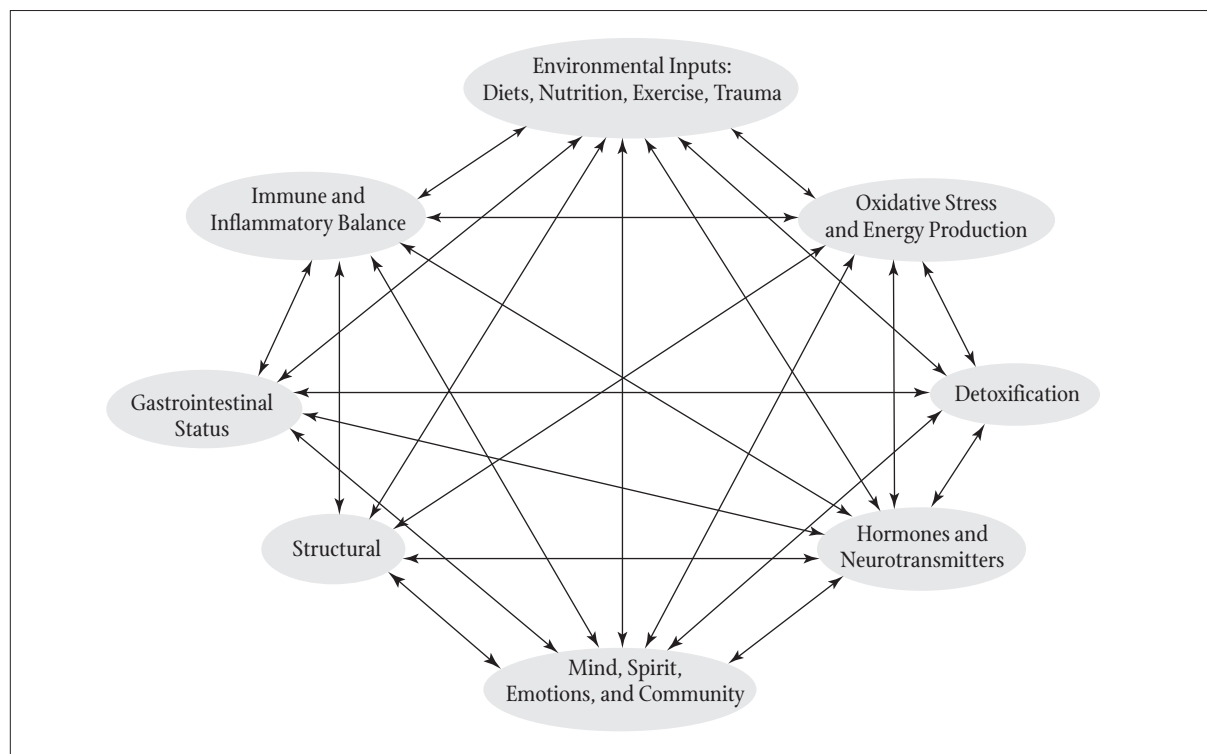 Environmental Inputs:
Diets, Nutrition, Exercise, Trauma
Immune and
Inflammatory Balance
Oxidative Stress
and Energy Production
Gastrointestinal
Status
Detoxification
Structural
Hormones and
Neurotransmitters
Mind, Spirit,
Emotions, and Community